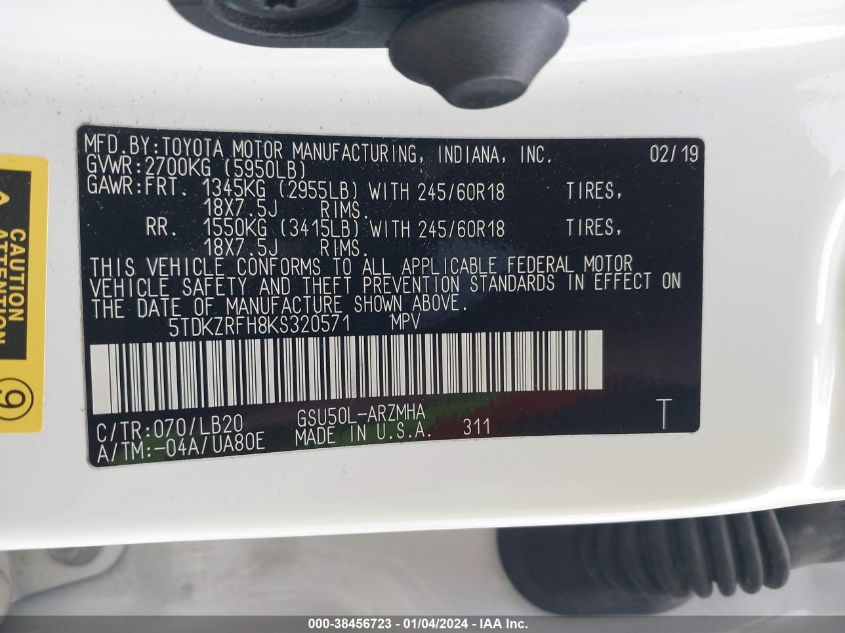 MFD.BY:TOYOTA MOTOR MANUFACTURING, INDIANA, INC. 02/19
GVWR:2700KG (5950LB)
GAWR:FRT. 1345KG (2955LB) WITH 245/60R18 TIRES,
18X7.5J RIMS.
RR. 1550KG (3415LB) WITH 245/60R18 TIRES,
18X7.5J RIMS.
THIS VEHICLE CONFORMS TO ALL APPLICABLE FEDERAL MOTOR
VEHICLE SAFETY AND THEFT PREVENTION STANDARDS IN EFFECT ON
THE DATE OF MANUFACTURE SHOWN ABOVE.
5TDKZRFH8KS320571 MPV
C/TR:070/LB20 GSU50L-ARZMHA
A/TM:-04A/UA80E MADE IN U.S.A. 311 T
CAUTION
ATTENTION
9
000-38456723 - 01/04/2024 - IAA Inc.